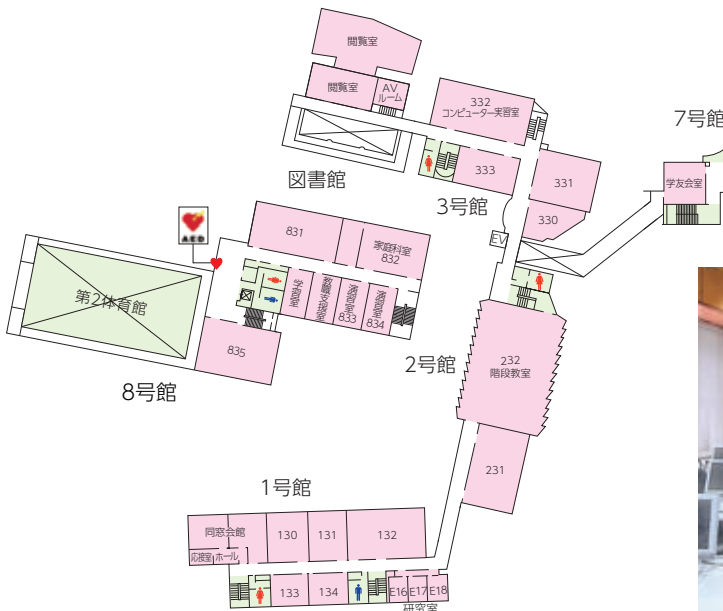 閲覧室
閲覧室
AV
ルーム
332
コンピューター実習室
7号館
図書館
333
331
学友会室
3号館
330
EV
AED
831
家庭科室
832
第2体育館
学習室
教職支援室
演習室
833
演習室
834
835
8号館
2号館
232
階段教室
231
1号館
同窓会館
130
131
132
応接室
ホール
133
134
E16
E17
E18
研究室